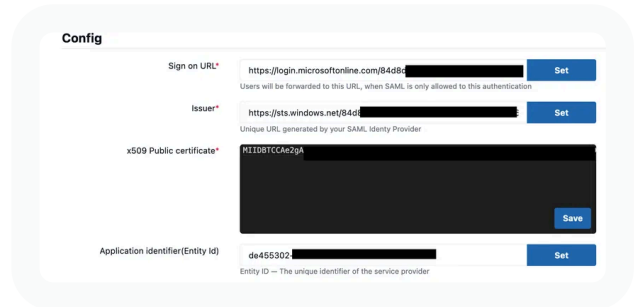 Config
Sign on URL*
https://login.microsoftonline.com/84d8d
Set
Users will be forwarded to this URL, when SAML is only allowed to this authentication
Issuer*
https://sts.windows.net/84d8
Set
Unique URL generated by your SAML Identy Provider
x509 Public certificate*
MIIDBTCCAe2gA
Save
Application identifier(Entity Id)
de455302-
Set
Entity ID — The unique identifier of the service provider